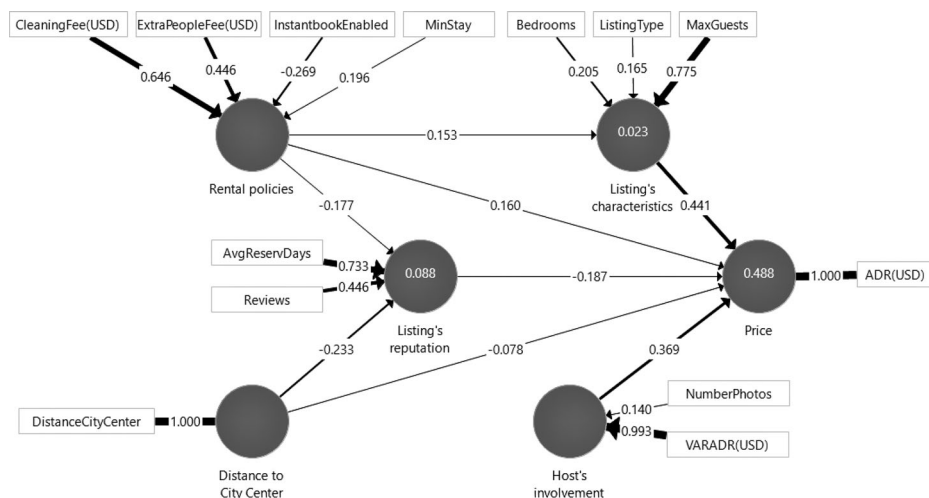 CleaningFee(USD)
ExtraPeopleFee(USD)
InstantbookEnabled
MinStay
Bedrooms
ListingType
MaxGuests
0.646
0.446
-0.269
0.196
0.205
0.165
0.775
0.153
0.023
Rental policies
Listing's
characteristics
-0.177
0.160
0.441
AvgReservDays
0.733
0.446
Reviews
0.088
-0.187
0.488
1.000
ADR(USD)
Listing's
reputation
Price
-0.233
-0.078
0.369
DistanceCityCenter
1.000
NumberPhotos
0.140
0.993
VARADR(USD)
Distance to
City Center
Host's
involvement